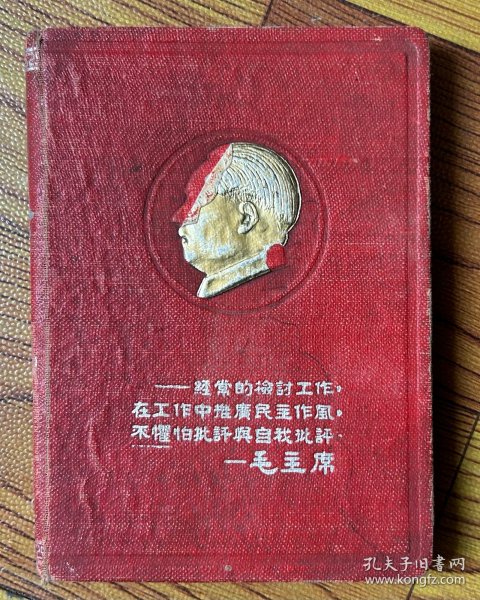 ——經常的檢討工作,
在工作中推廣民主作風,
不懼怕批評與自我批評.
—毛主席
孔夫子旧书网
www.kongfz.com